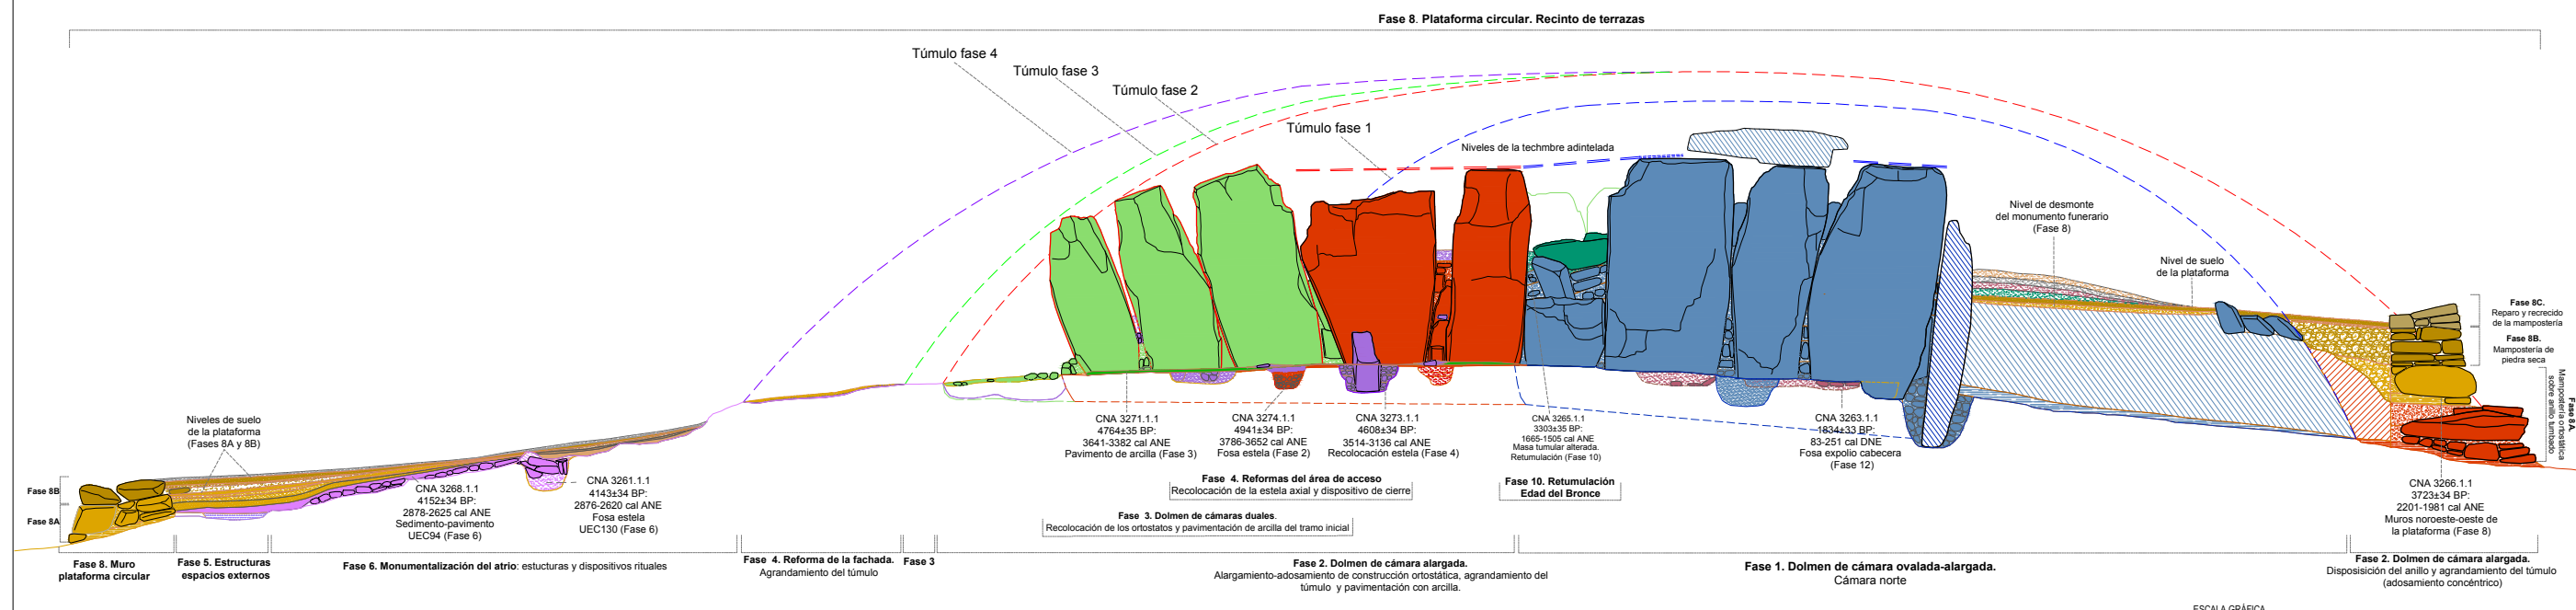 Fase 8. Plataforma circular. Recinto de terrazas
Túmulo fase 4
Túmulo fase 3
Túmulo fase 2
Túmulo fase 1
Niveles de la techmbre adintelada
Nivel de desmonte
del monumento funerario
(Fase 8)
Nivel de suelo
de la plataforma
Fase 8C.
Reparo y recrecido
de la mampostería
Fase 8B.
Mampostería de
piedra seca
Fase 8A.
Mampostería ortostática
sobre anillo tumbado
Niveles de suelo
de la plataforma
(Fases 8A y 8B)
Fase 8B
Fase 8A
CNA 3268.1.1
4152±34 BP:
2878-2625 cal ANE
Sedimento-pavimento
UEC94 (Fase 6)
CNA 3261.1.1
4143±34 BP:
2876-2620 cal ANE
Fosa estela
UEC130 (Fase 6)
CNA 3271.1.1
4764±35 BP:
3641-3382 cal ANE
Pavimento de arcilla (Fase 3)
CNA 3274.1.1
4941±34 BP:
3786-3652 cal ANE
Fosa estela (Fase 2)
CNA 3273.1.1
4608±34 BP:
3514-3136 cal ANE
Recolocación estela (Fase 4)
CNA 3265.1.1
3303±35 BP:
1665-1505 cal ANE
Masa tumular alterada.
Retumulación (Fase 10)
CNA 3263.1.1
1834±33 BP:
83-251 cal DNE
Fosa expolio cabecera
(Fase 12)
CNA 3266.1.1
3723±34 BP:
2201-1981 cal ANE
Muros noroeste-oeste de
la plataforma (Fase 8)
Fase 4. Reformas del área de acceso
Recolocación de la estela axial y dispositivo de cierre
Fase 10. Retumulación
Edad del Bronce
Fase 3. Dolmen de cámaras duales.
Recolocación de los ortostatos y pavimentación de arcilla del tramo inicial
Fase 8. Muro
plataforma circular
Fase 5. Estructuras
espacios externos
Fase 6. Monumentalización del atrio: estucturas y dispositivos rituales
Fase 4. Reforma de la fachada.
Agrandamiento del túmulo
Fase 3
Fase 2. Dolmen de cámara alargada.
Alargamiento-adosamiento de construcción ortostática, agrandamiento del
túmulo y pavimentación con arcilla.
Fase 1. Dolmen de cámara ovalada-alargada.
Cámara norte
Fase 2. Dolmen de cámara alargada.
Disposisición del anillo y agrandamiento del túmulo
(adosamiento concéntrico)
ESCALA GRÁFICA